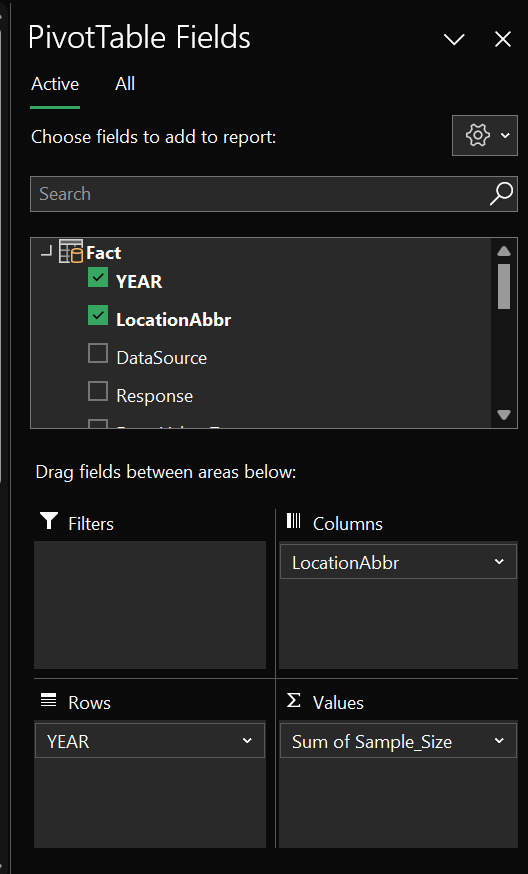 PivotTable Fields
Active All
Choose fields to add to report:
Search
Fact
YEAR
LocationAbbr
DataSource
Response
Drag fields between areas below:
Filters
Columns
LocationAbbr
Rows
Σ Values
YEAR
Sum of Sample_Size